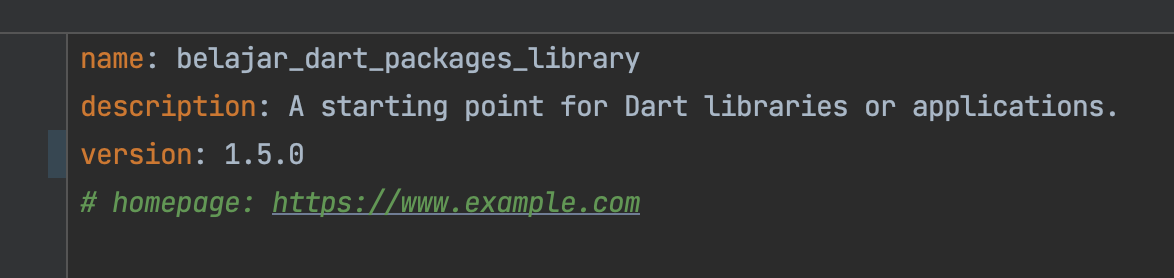 name: belajar_dart_packages_library
description: A starting point for Dart libraries or applications.
version: 1.5.0
# homepage: https://www.example.com